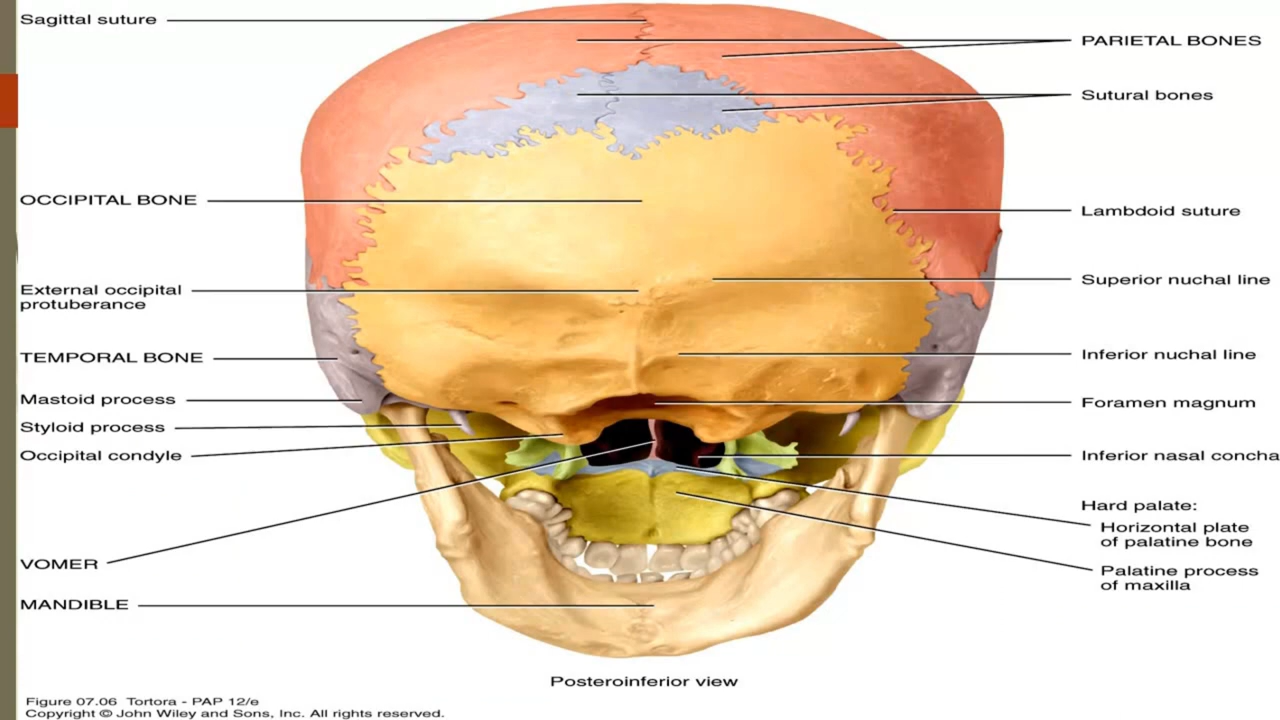 Sagittal suture
PARIETAL BONES
Sutural bones
OCCIPITAL BONE
Lambdoid suture
External occipital
protuberance
Superior nuchal line
TEMPORAL BONE
Inferior nuchal line
Mastoid process
Foramen magnum
Styloid process
Occipital condyle
Inferior nasal concha
Hard palate:
Horizontal plate
of palatine bone
VOMER
Palatine process
of maxilla
MANDIBLE
Posteroinferior view
Figure 07.06 Tortora - PAP 12/e
Copyright © John Wiley and Sons, Inc. All rights reserved.